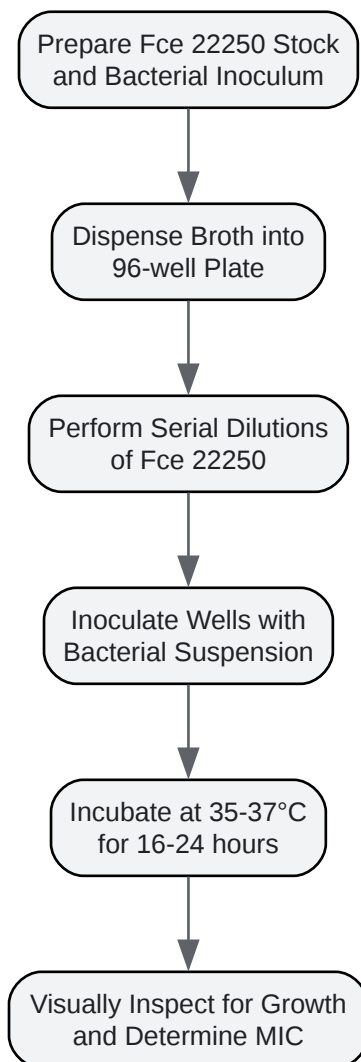 Prepare Fce 22250 Stock
and Bacterial Inoculum
Dispense Broth into
96-well Plate
Perform Serial Dilutions
of Fce 22250
Inoculate Wells with
Bacterial Suspension
Incubate at 35-37°C
for 16-24 hours
Visually Inspect for Growth
and Determine MIC